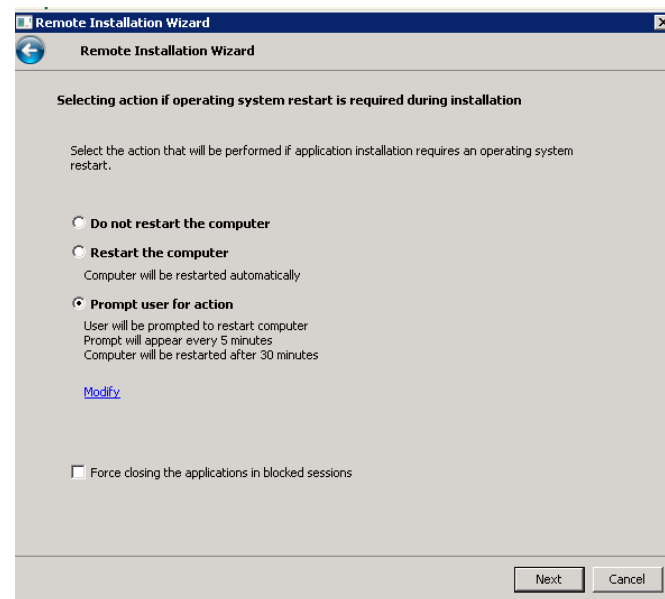 Remote Installation Wizard
Remote Installation Wizard
Selecting action if operating system restart is required during installation
Select the action that will be performed if application installation requires an operating system
restart.
Do not restart the computer
Restart the computer
Computer will be restarted automatically
Prompt user for action
User will be prompted to restart computer
Prompt will appear every 5 minutes
Computer will be restarted after 30 minutes
Modify
Force closing the applications in blocked sessions
Next Cancel